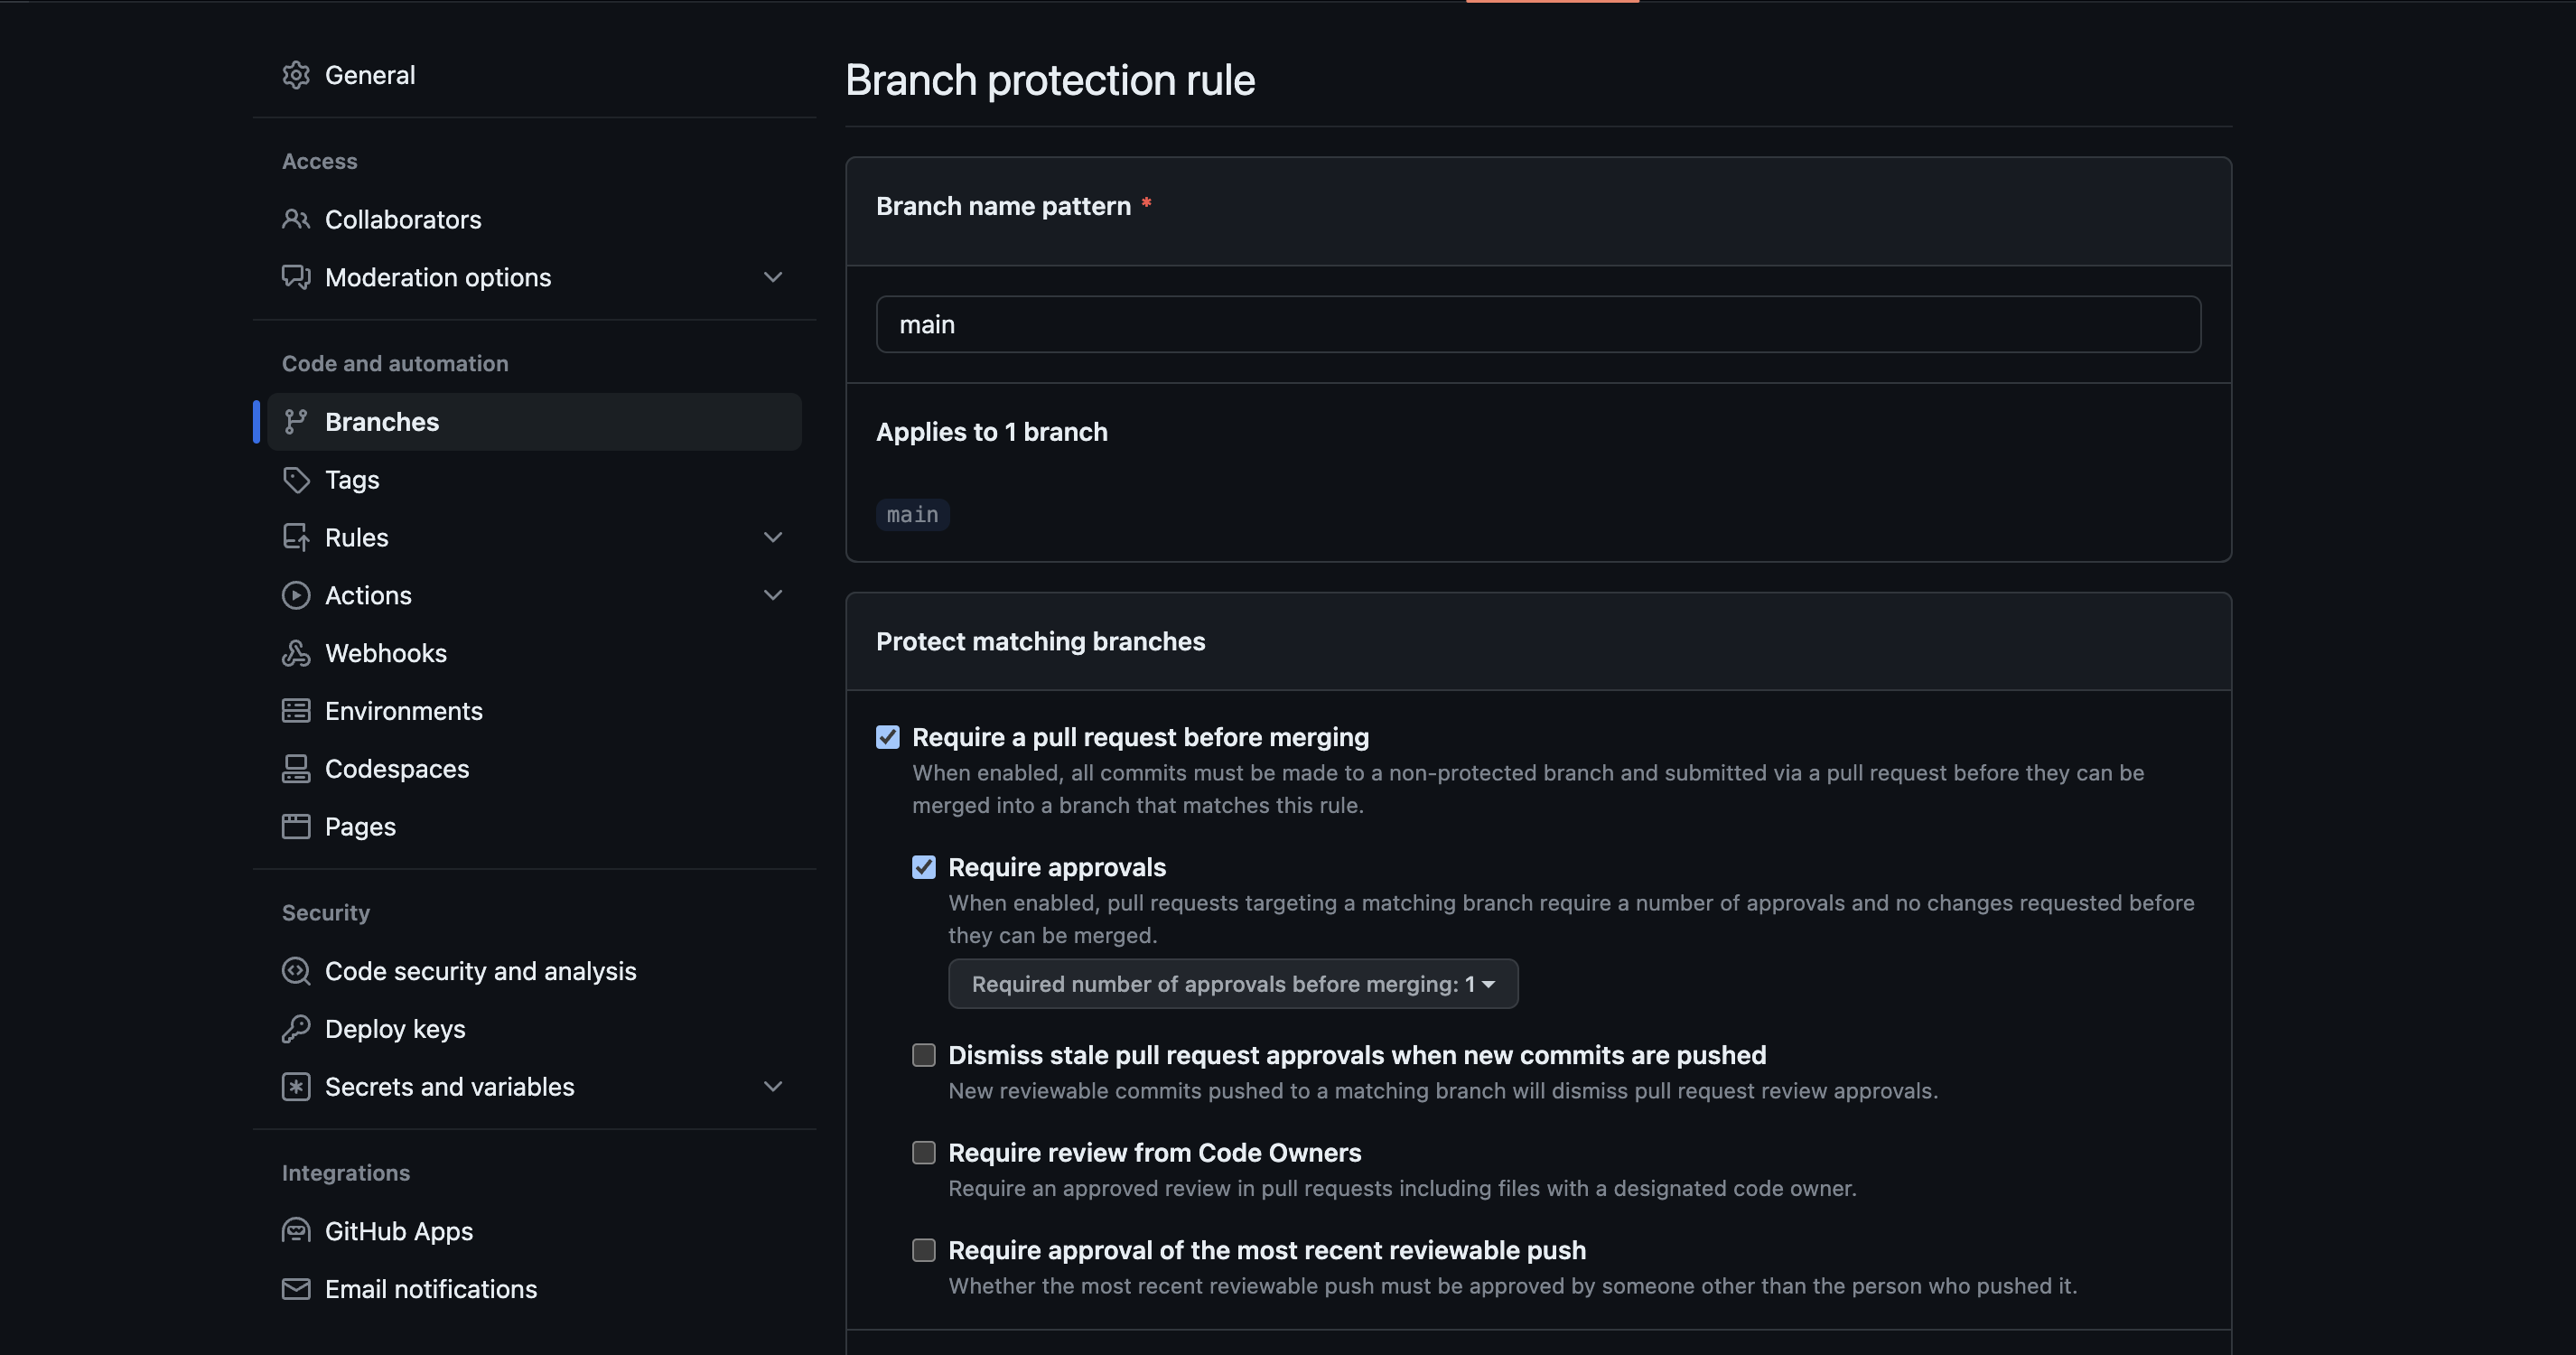 General
Access
Collaborators
Moderation options
Code and automation
Branches
Tags
Rules
Actions
Webhooks
Environments
Codespaces
Pages
Security
Code security and analysis
Deploy keys
Secrets and variables
Integrations
GitHub Apps
Email notifications
Branch protection rule
Branch name pattern *
main
Applies to 1 branch
main
Protect matching branches
Require a pull request before merging
When enabled, all commits must be made to a non-protected branch and submitted via a pull request before they can be
merged into a branch that matches this rule.
Require approvals
When enabled, pull requests targeting a matching branch require a number of approvals and no changes requested before
they can be merged.
Required number of approvals before merging: 1
Dismiss stale pull request approvals when new commits are pushed
New reviewable commits pushed to a matching branch will dismiss pull request review approvals.
Require review from Code Owners
Require an approved review in pull requests including files with a designated code owner.
Require approval of the most recent reviewable push
Whether the most recent reviewable push must be approved by someone other than the person who pushed it.